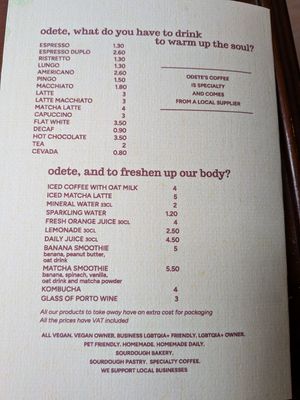 odete, what do you have to drink
to warm up the soul?
ESPRESSO 1.30
ESPRESSO DUPLO 2.60
RISTRETTO 1.30
LUNGO 1.30
AMERICANO 2.60
PINGO 1.50
MACCHIATO 1.80
LATTE 3
LATTE MACCHIATO 3
MATCHA LATTE 4
CAPUCCINO 3
FLAT WHITE 3.50
DECAF 0.90
HOT CHOCOLATE 3.50
TEA 2
CEVADA 0.80
ODETE'S COFFEE
IS SPECIALTY
AND COMES
FROM A LOCAL SUPPLIER
odete, and to freshen up our body?
ICED COFFEE WITH OAT MILK 4
ICED MATCHA LATTE 5
MINERAL WATER 33CL 2
SPARKLING WATER 1.20
FRESH ORANGE JUICE 30CL 4
LEMONADE 30CL 2.50
DAILY JUICE 30CL 4.50
BANANA SMOOTHIE 5
banana, peanut butter,
oat drink
MATCHA SMOOTHIE 5.50
banana, spinach, vanilla,
oat drink and matcha powder
KOMBUCHA 4
GLASS OF PORTO WINE 3
All our products to take away have an extra cost for packaging
All the prices have VAT included
ALL VEGAN. VEGAN OWNER. BUSINESS LGBTQIA+ FRIENDLY. LGBTQIA+ OWNER.
PET FRIENDLY. HOMEMADE. HOMEMADE DAILY.
SOURDOUGH BAKERY.
SOURDOUGH PASTRY. SPECIALTY COFFEE.
WE SUPPORT LOCAL BUSINESSES